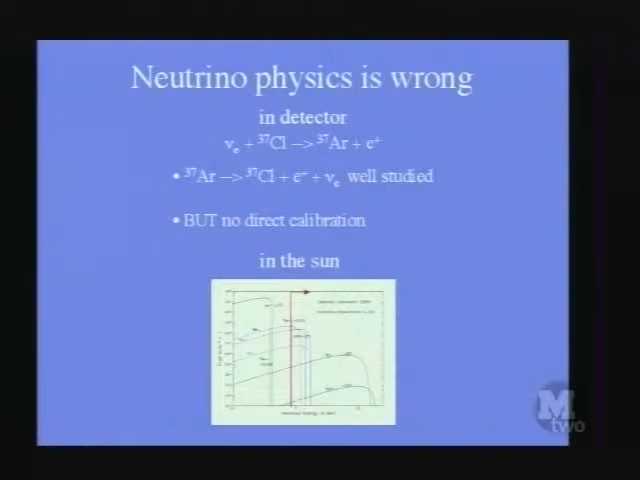 Neutrino physics is wrong
in detector
νₑ + ³⁷Cl —> ³⁷Ar + e⁺
• ³⁷Ar —> ³⁷Cl + e⁻ + νₑ well studied
• BUT no direct calibration
in the sun
M
two